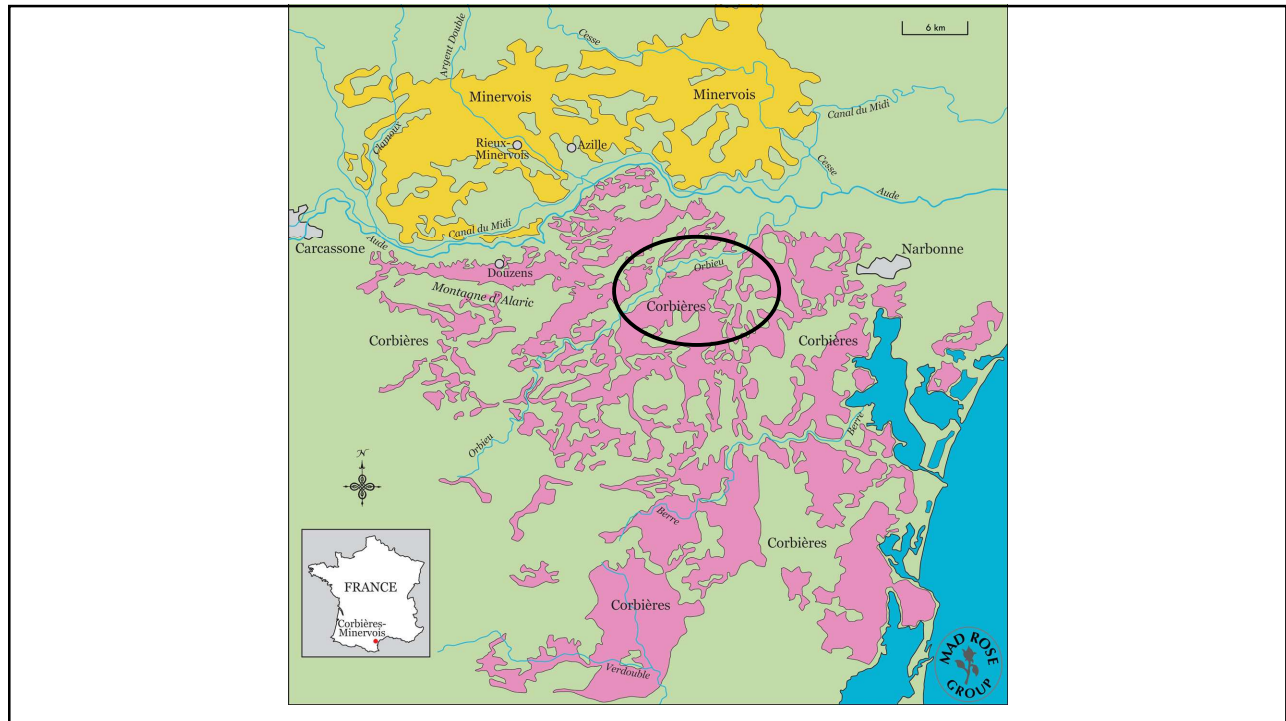 6 km
Cesse
Argent Double
Minervois
Minervois
Canal du Midi
Clamoux
Rieux-
Minervois
Azille
Cesse
Aude
Canal du Midi
Carcassone
Aude
Narbonne
Orbieu
Douzens
Montagne d'Alaric
Corbières
Corbières
Corbières
Berre
Orbieu
N
Berre
Corbières
FRANCE
Corbières-
Minervois
Corbières
Verdouble
MAD ROSE
GROUP